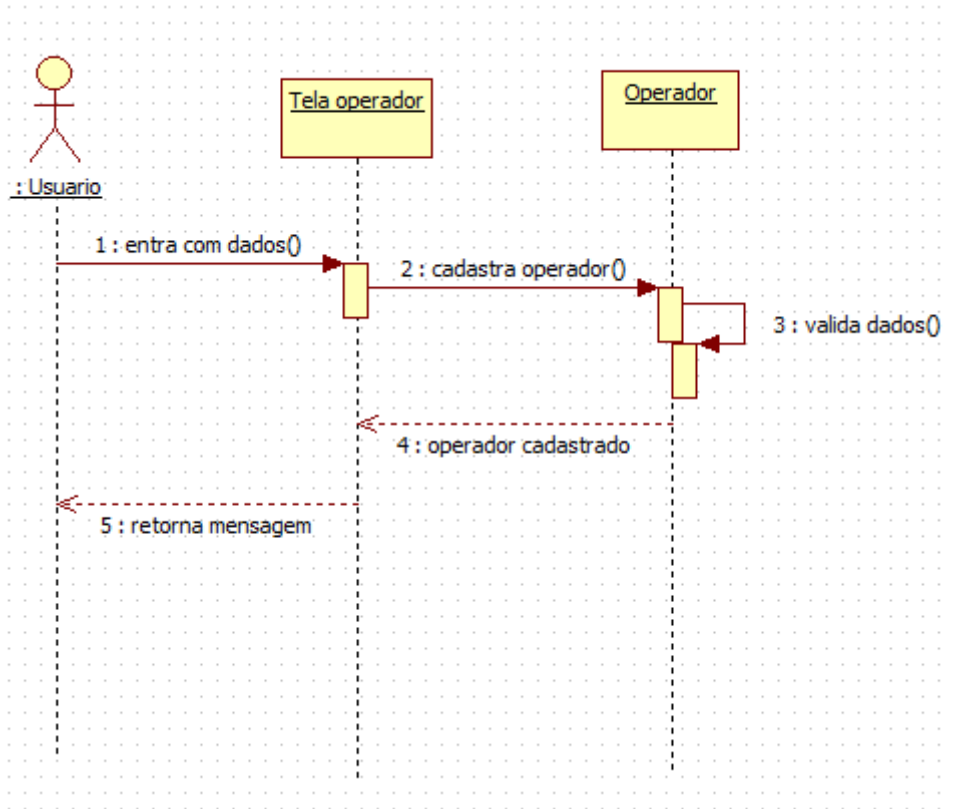 Tela operador
Operador
: Usuario
1 : entra com dados()
2 : cadastra operador()
3 : valida dados()
4 : operador cadastrado
5 : retorna mensagem